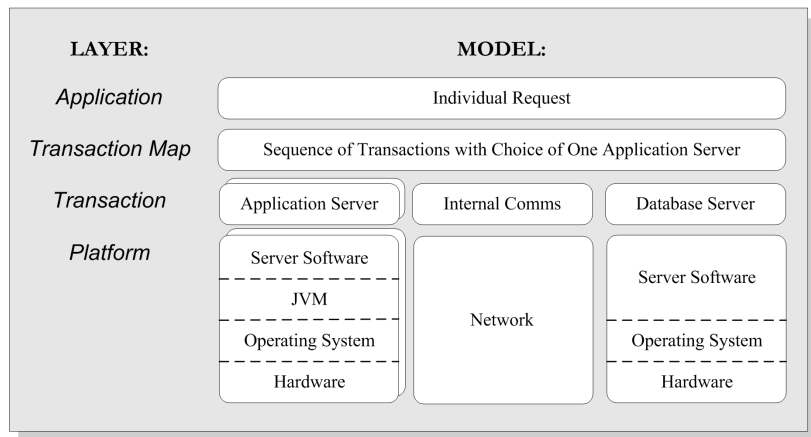 LAYER: MODEL:
Application Individual Request
Transaction Map Sequence of Transactions with Choice of One Application Server
Transaction Application Server Internal Comms Database Server
Platform
Server Software
JVM
Operating System
Hardware
Network
Server Software
Operating System
Hardware